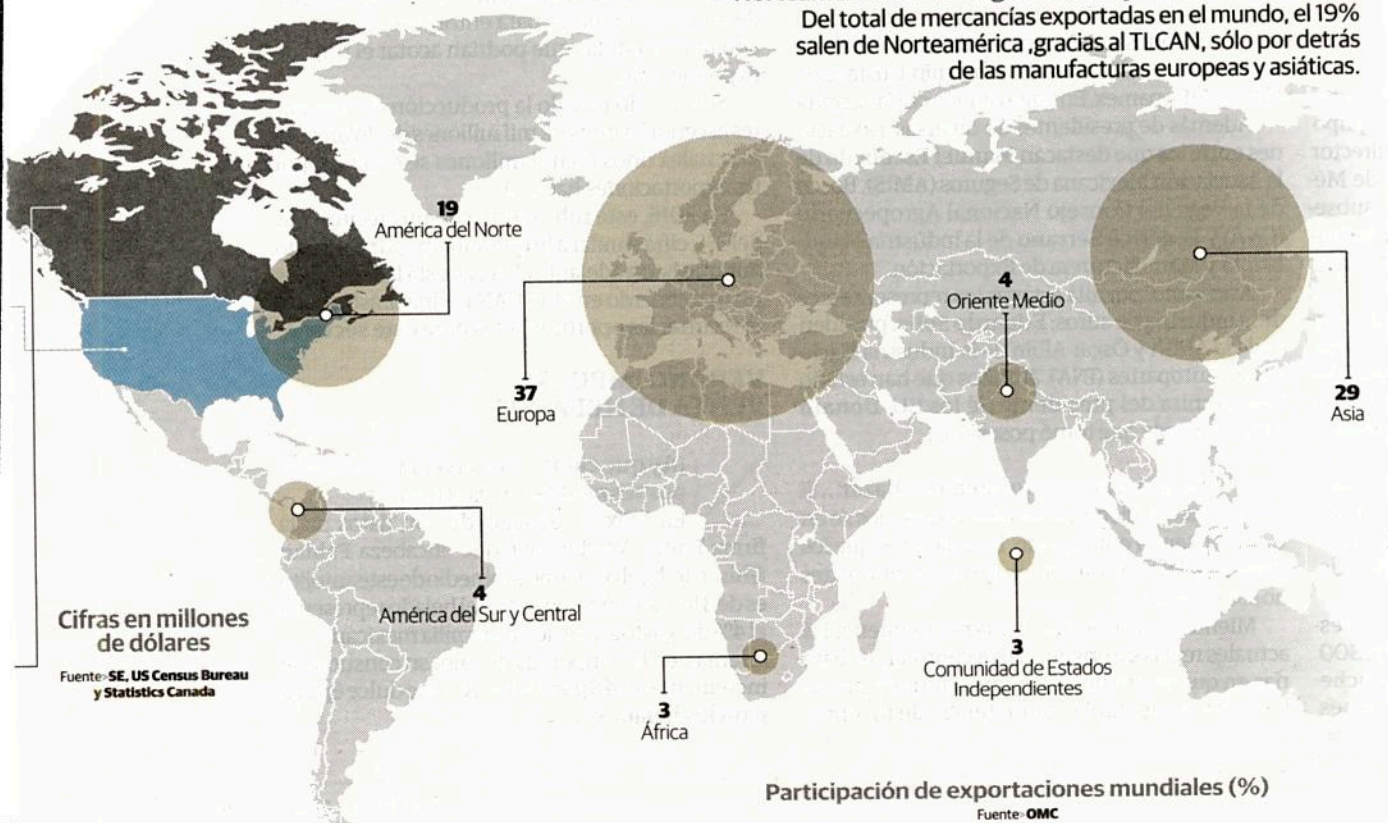 Del total de mercancías exportadas en el mundo, el 19%
salen de Norteamérica ,gracias al TLCAN, sólo por detrás
de las manufacturas europeas y asiáticas.
19
América del Norte
4
Oriente Medio
37
Europa
29
Asia
4
América del Sur y Central
Cifras en millones
de dólares
Fuente>SE, US Census Bureau
y Statistics Canada
3
Comunidad de Estados
Independientes
3
África
Participación de exportaciones mundiales (%)
Fuente>OMC